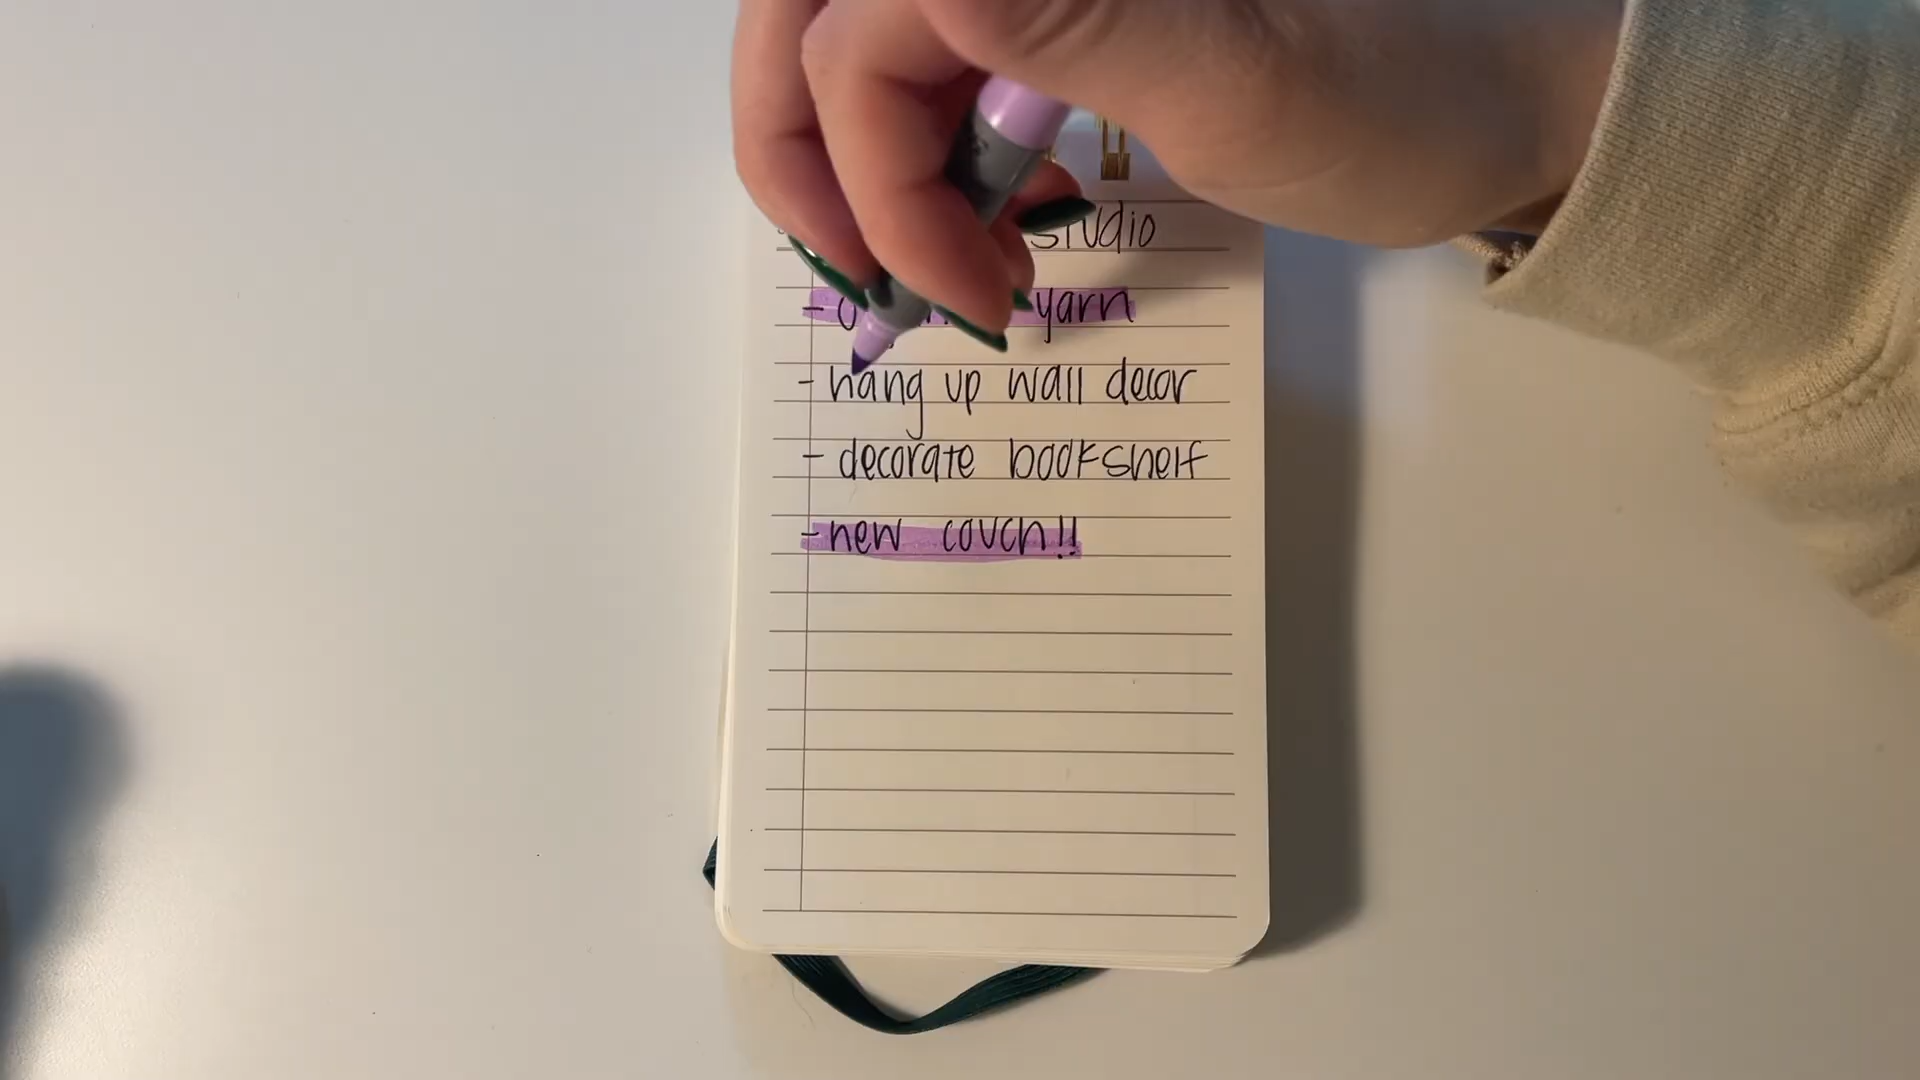 studio
- yarn
- hang up wall decor
- decorate bookshelf
- new couch!!